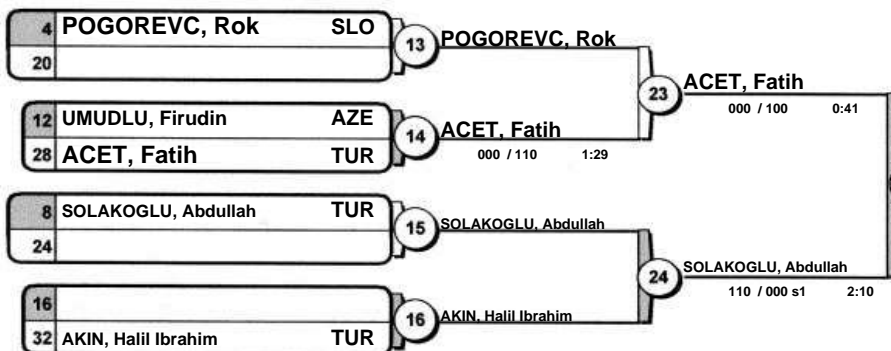 4 POGOREVC, Rok SLO
20
13 POGOREVC, Rok
12 UMUDLU, Firudin AZE
28 ACET, Fatih TUR
14 ACET, Fatih
000 / 110 1:29
23 ACET, Fatih
000 / 100 0:41
8 SOLAKOGLU, Abdullah TUR
24
15 SOLAKOGLU, Abdullah
16
32 AKIN, Halil Ibrahim TUR
16 AKIN, Halil Ibrahim
24 SOLAKOGLU, Abdullah
110 / 000 s1 2:10